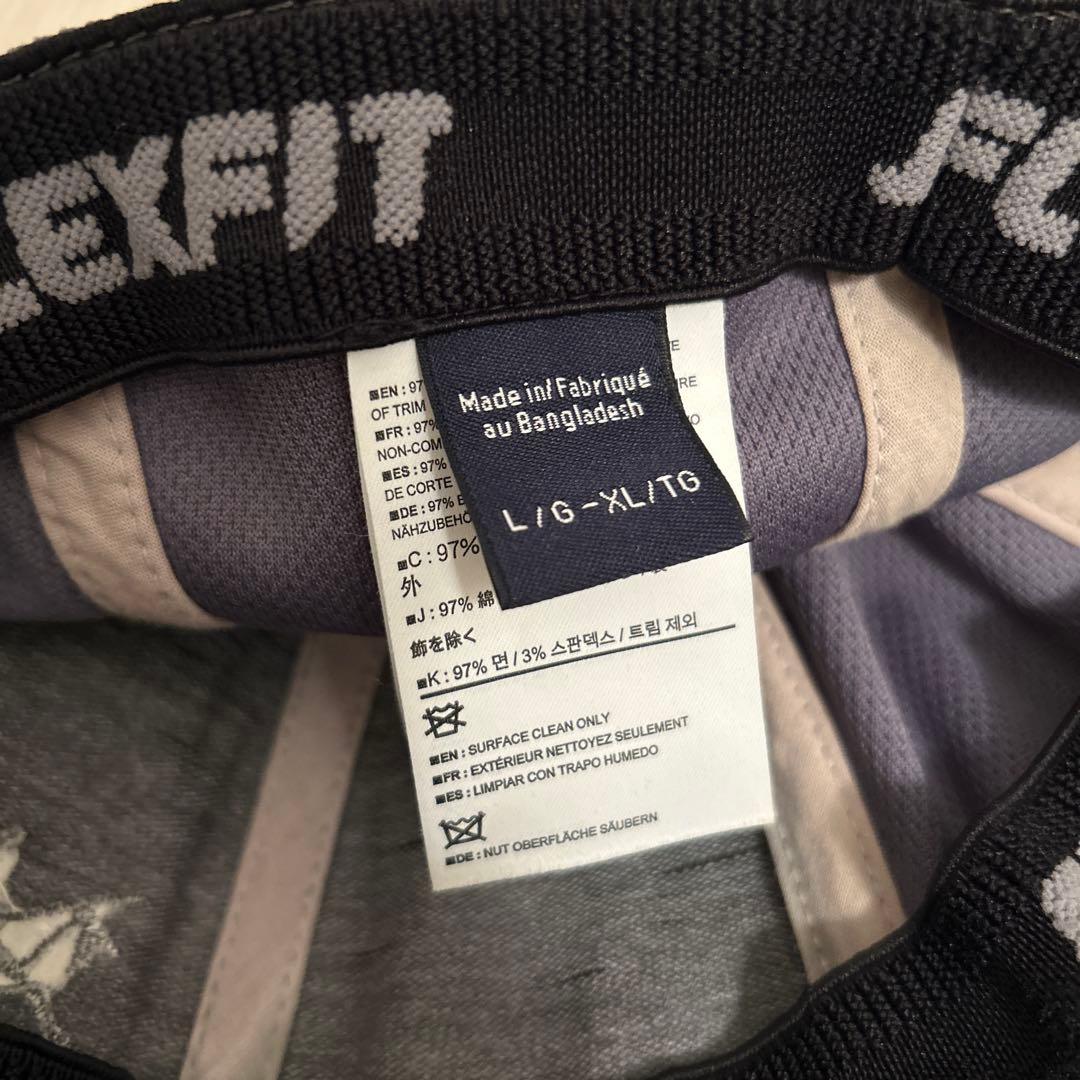 EXFIT
Made in/Fabriqué
au Bangladesh
L/G-XL/TG
■EN : 97
OF TRIM
■FR : 97%
NON-COM
■ES : 97%
DE CORTE
■DE : 97%
NÄHZUBEHÖ
■C : 97%
外
■J : 97% 綿
飾を除く
■K : 97% 면 / 3% 스판덱스 / 트림 제외
■EN : SURFACE CLEAN ONLY
■FR : EXTÉRIEUR NETTOYEZ SEULEMENT
■ES : LIMPIAR CON TRAPO HUMEDO
■DE : NUT OBERFLÄCHE SÄUBERN